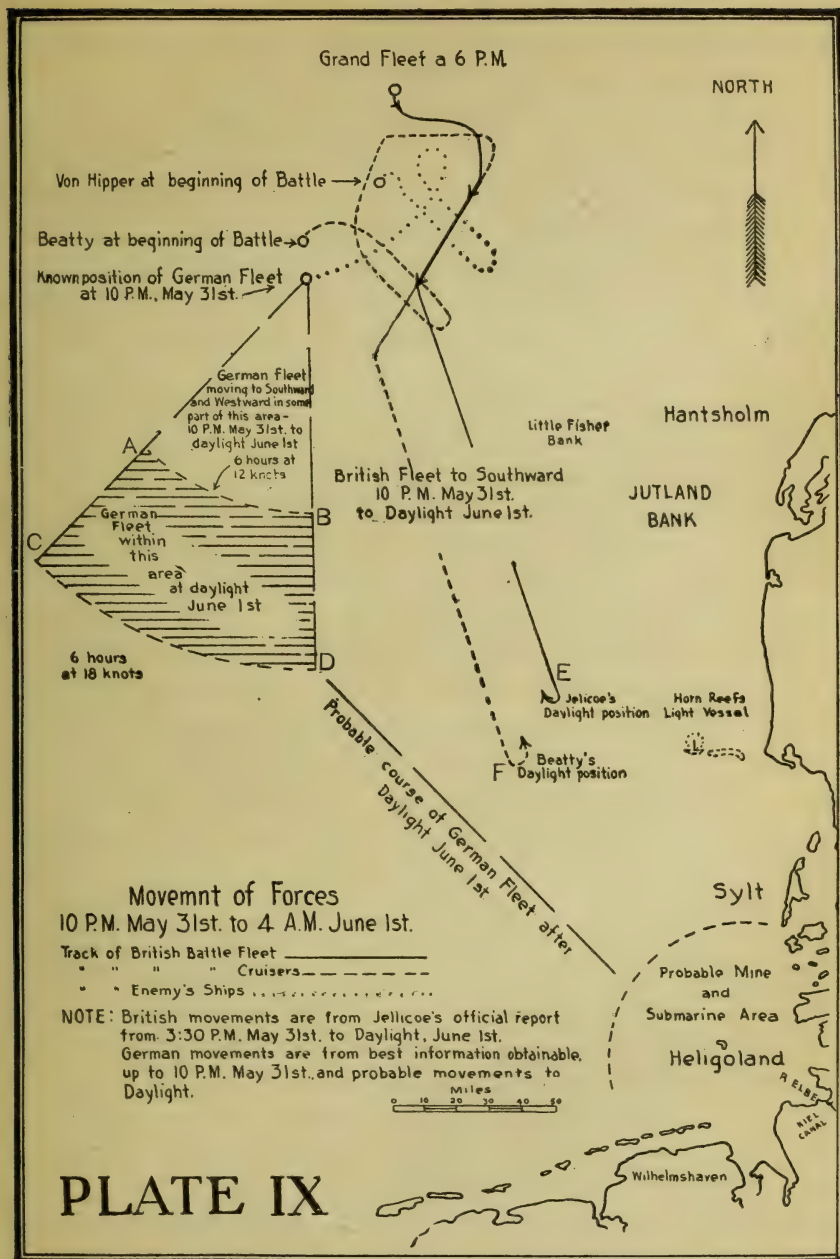 Grand Fleet a 6 P.M.
NORTH
Von Hipper at beginning of Battle
Beatty at beginning of Battle
Known position of German Fleet
at 10 P.M., May 31st.
German Fleet
moving to Southward
and Westward in some
part of this area-
10 P.M. May 31st. to
daylight June 1st
6 hours at
12 knots
A
B
C
D
German
Fleet
within
this
area
at daylight
June 1st
6 hours
at 18 knots
Little Fisher
Bank
Hantsholm
British Fleet to Southward
10 P.M. May 31st.
to Daylight June 1st.
JUTLAND
BANK
E
Jelicoe's
Daylight position
Horn Reefs
Light Vessel
L
F
Beatty's
Daylight position
Probable course of German Fleet after
Daylight June 1st
Movemnt of Forces
10 P.M. May 31st. to 4 A.M. June 1st.
Track of British Battle Fleet
" " " " Cruisers
" " Enemy's Ships
NOTE: British movements are from Jellicoe's official report
from 3:30 P.M. May 31st. to Daylight, June 1st.
German movements are from best information obtainable,
up to 10 P.M. May 31st., and probable movements to
Daylight.
Miles
0 10 20 30 40 50
Sylt
Probable Mine
and
Submarine Area
Heligoland
R ELBE
KIEL
CANAL
Wilhelmshaven
PLATE IX